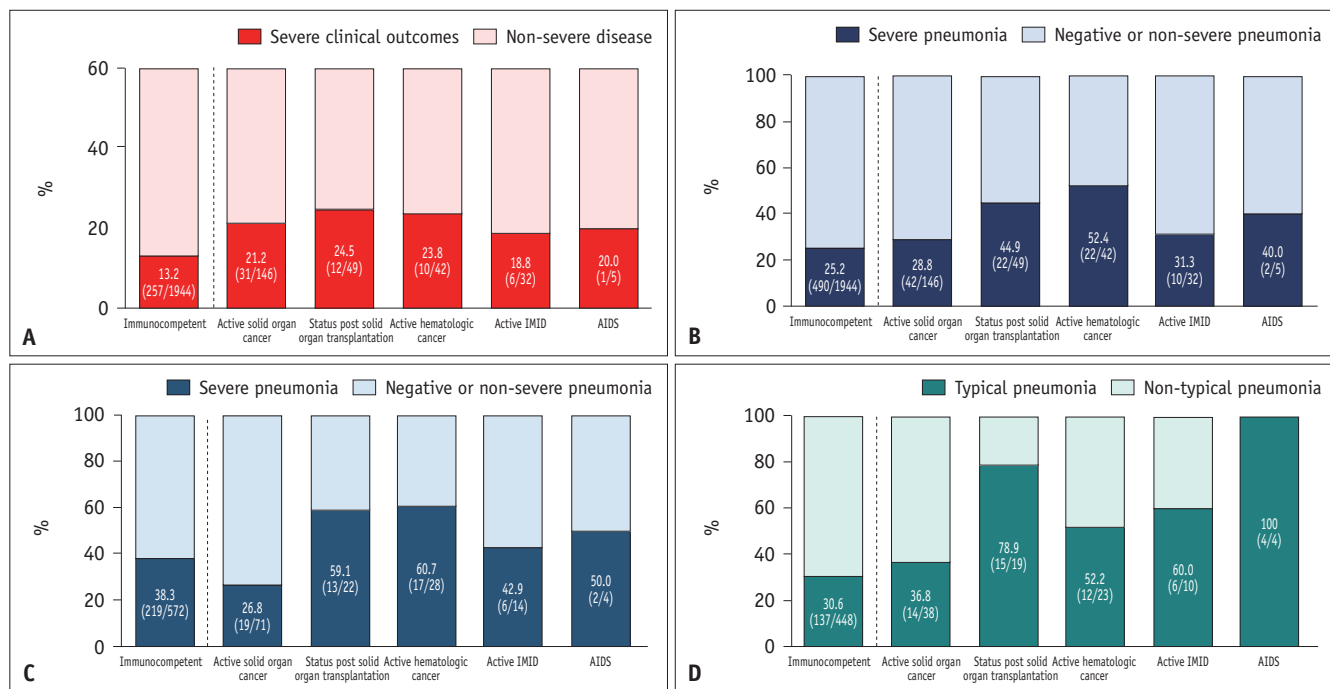 Severe clinical outcomes Non-severe disease
60
40
20
0
%
13.2
(257/1944)
21.2
(31/146)
24.5
(12/49)
23.8
(10/42)
18.8
(6/32)
20.0
(1/5)
Immunocompetent
Active solid organ
cancer
Status post solid
organ transplantation
Active hematologic
cancer
Active IMID
AIDS
A
Severe pneumonia Negative or non-severe pneumonia
100
80
60
40
20
0
%
25.2
(490/1944)
28.8
(42/146)
44.9
(22/49)
52.4
(22/42)
31.3
(10/32)
40.0
(2/5)
Immunocompetent
Active solid organ
cancer
Status post solid
organ transplantation
Active hematologic
cancer
Active IMID
AIDS
B
Severe pneumonia Negative or non-severe pneumonia
100
80
60
40
20
0
%
38.3
(219/572)
26.8
(19/71)
59.1
(13/22)
60.7
(17/28)
42.9
(6/14)
50.0
(2/4)
Immunocompetent
Active solid organ
cancer
Status post solid
organ transplantation
Active hematologic
cancer
Active IMID
AIDS
C
Typical pneumonia Non-typical pneumonia
100
80
60
40
20
0
%
30.6
(137/448)
36.8
(14/38)
78.9
(15/19)
52.2
(12/23)
60.0
(6/10)
100
(4/4)
Immunocompetent
Active solid organ
cancer
Status post solid
organ transplantation
Active hematologic
cancer
Active IMID
AIDS
D